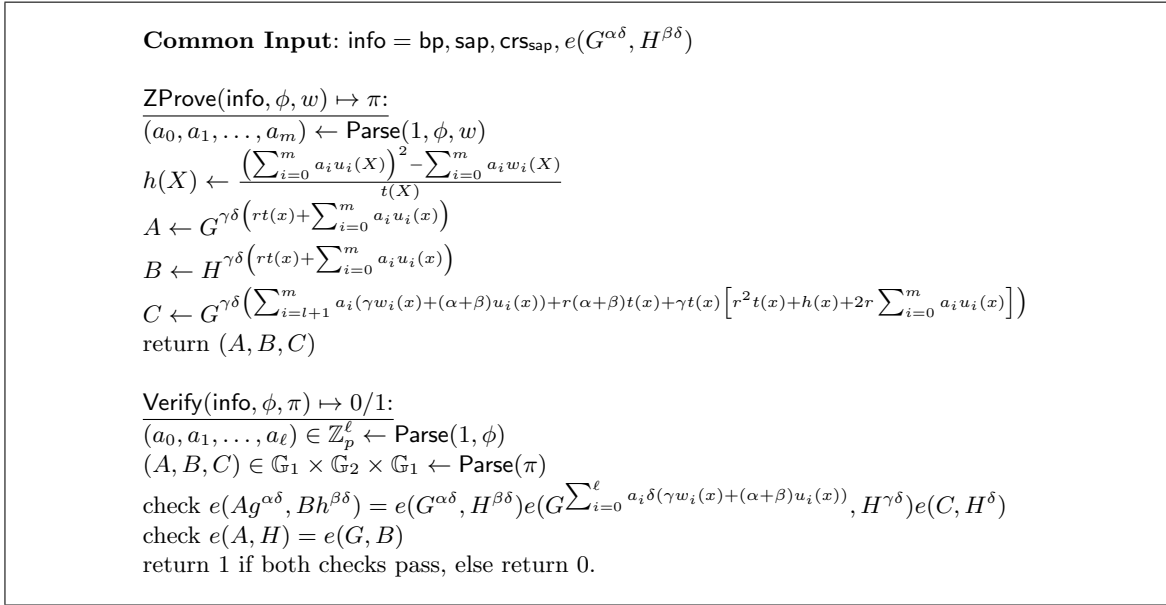 Common Input: info = bp, sap, crs_sap, e(G^{αδ}, H^{βδ})
ZProve(info, ϕ, w) ↦ π:
(a_0, a_1, . . . , a_m) ← Parse(1, ϕ, w)
h(X) ← \frac{(∑_{i=0}^{m} a_i u_i(X))^2 − ∑_{i=0}^{m} a_i w_i(X)}{t(X)}
A ← G^{γδ(rt(x)+∑_{i=0}^{m} a_i u_i(x))}
B ← H^{γδ(rt(x)+∑_{i=0}^{m} a_i u_i(x))}
C ← G^{γδ(∑_{i=l+1}^{m} a_i(γw_i(x)+(α+β)u_i(x))+r(α+β)t(x)+γt(x)[r^2t(x)+h(x)+2r ∑_{i=0}^{m} a_i u_i(x)])}
return (A, B, C)
Verify(info, ϕ, π) ↦ 0/1:
(a_0, a_1, . . . , a_ℓ) ∈ ℤ_p^ℓ ← Parse(1, ϕ)
(A, B, C) ∈ 𝔾_1 × 𝔾_2 × 𝔾_1 ← Parse(π)
check e(Ag^{αδ}, Bh^{βδ}) = e(G^{αδ}, H^{βδ})e(G^{∑_{i=0}^{ℓ} a_i δ(γw_i(x)+(α+β)u_i(x))}, H^{γδ})e(C, H^δ)
check e(A, H) = e(G, B)
return 1 if both checks pass, else return 0.